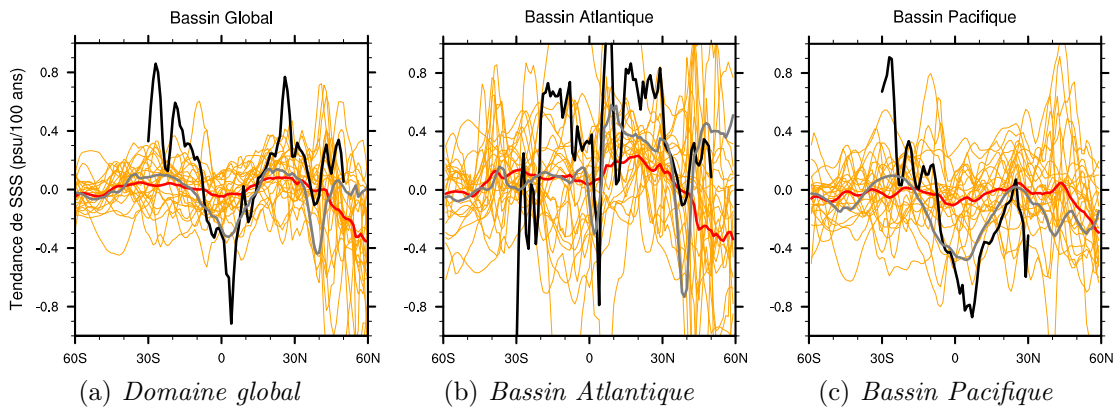 Bassin Global
Bassin Atlantique
Bassin Pacifique
Tendance de SSS (psu/100 ans)
0.8
0.4
0.0
-0.4
-0.8
60S 30S 0 30N 60N
0.8
0.4
0.0
-0.4
-0.8
60S 30S 0 30N 60N
0.8
0.4
0.0
-0.4
-0.8
60S 30S 0 30N 60N
(a) Domaine global
(b) Bassin Atlantique
(c) Bassin Pacifique